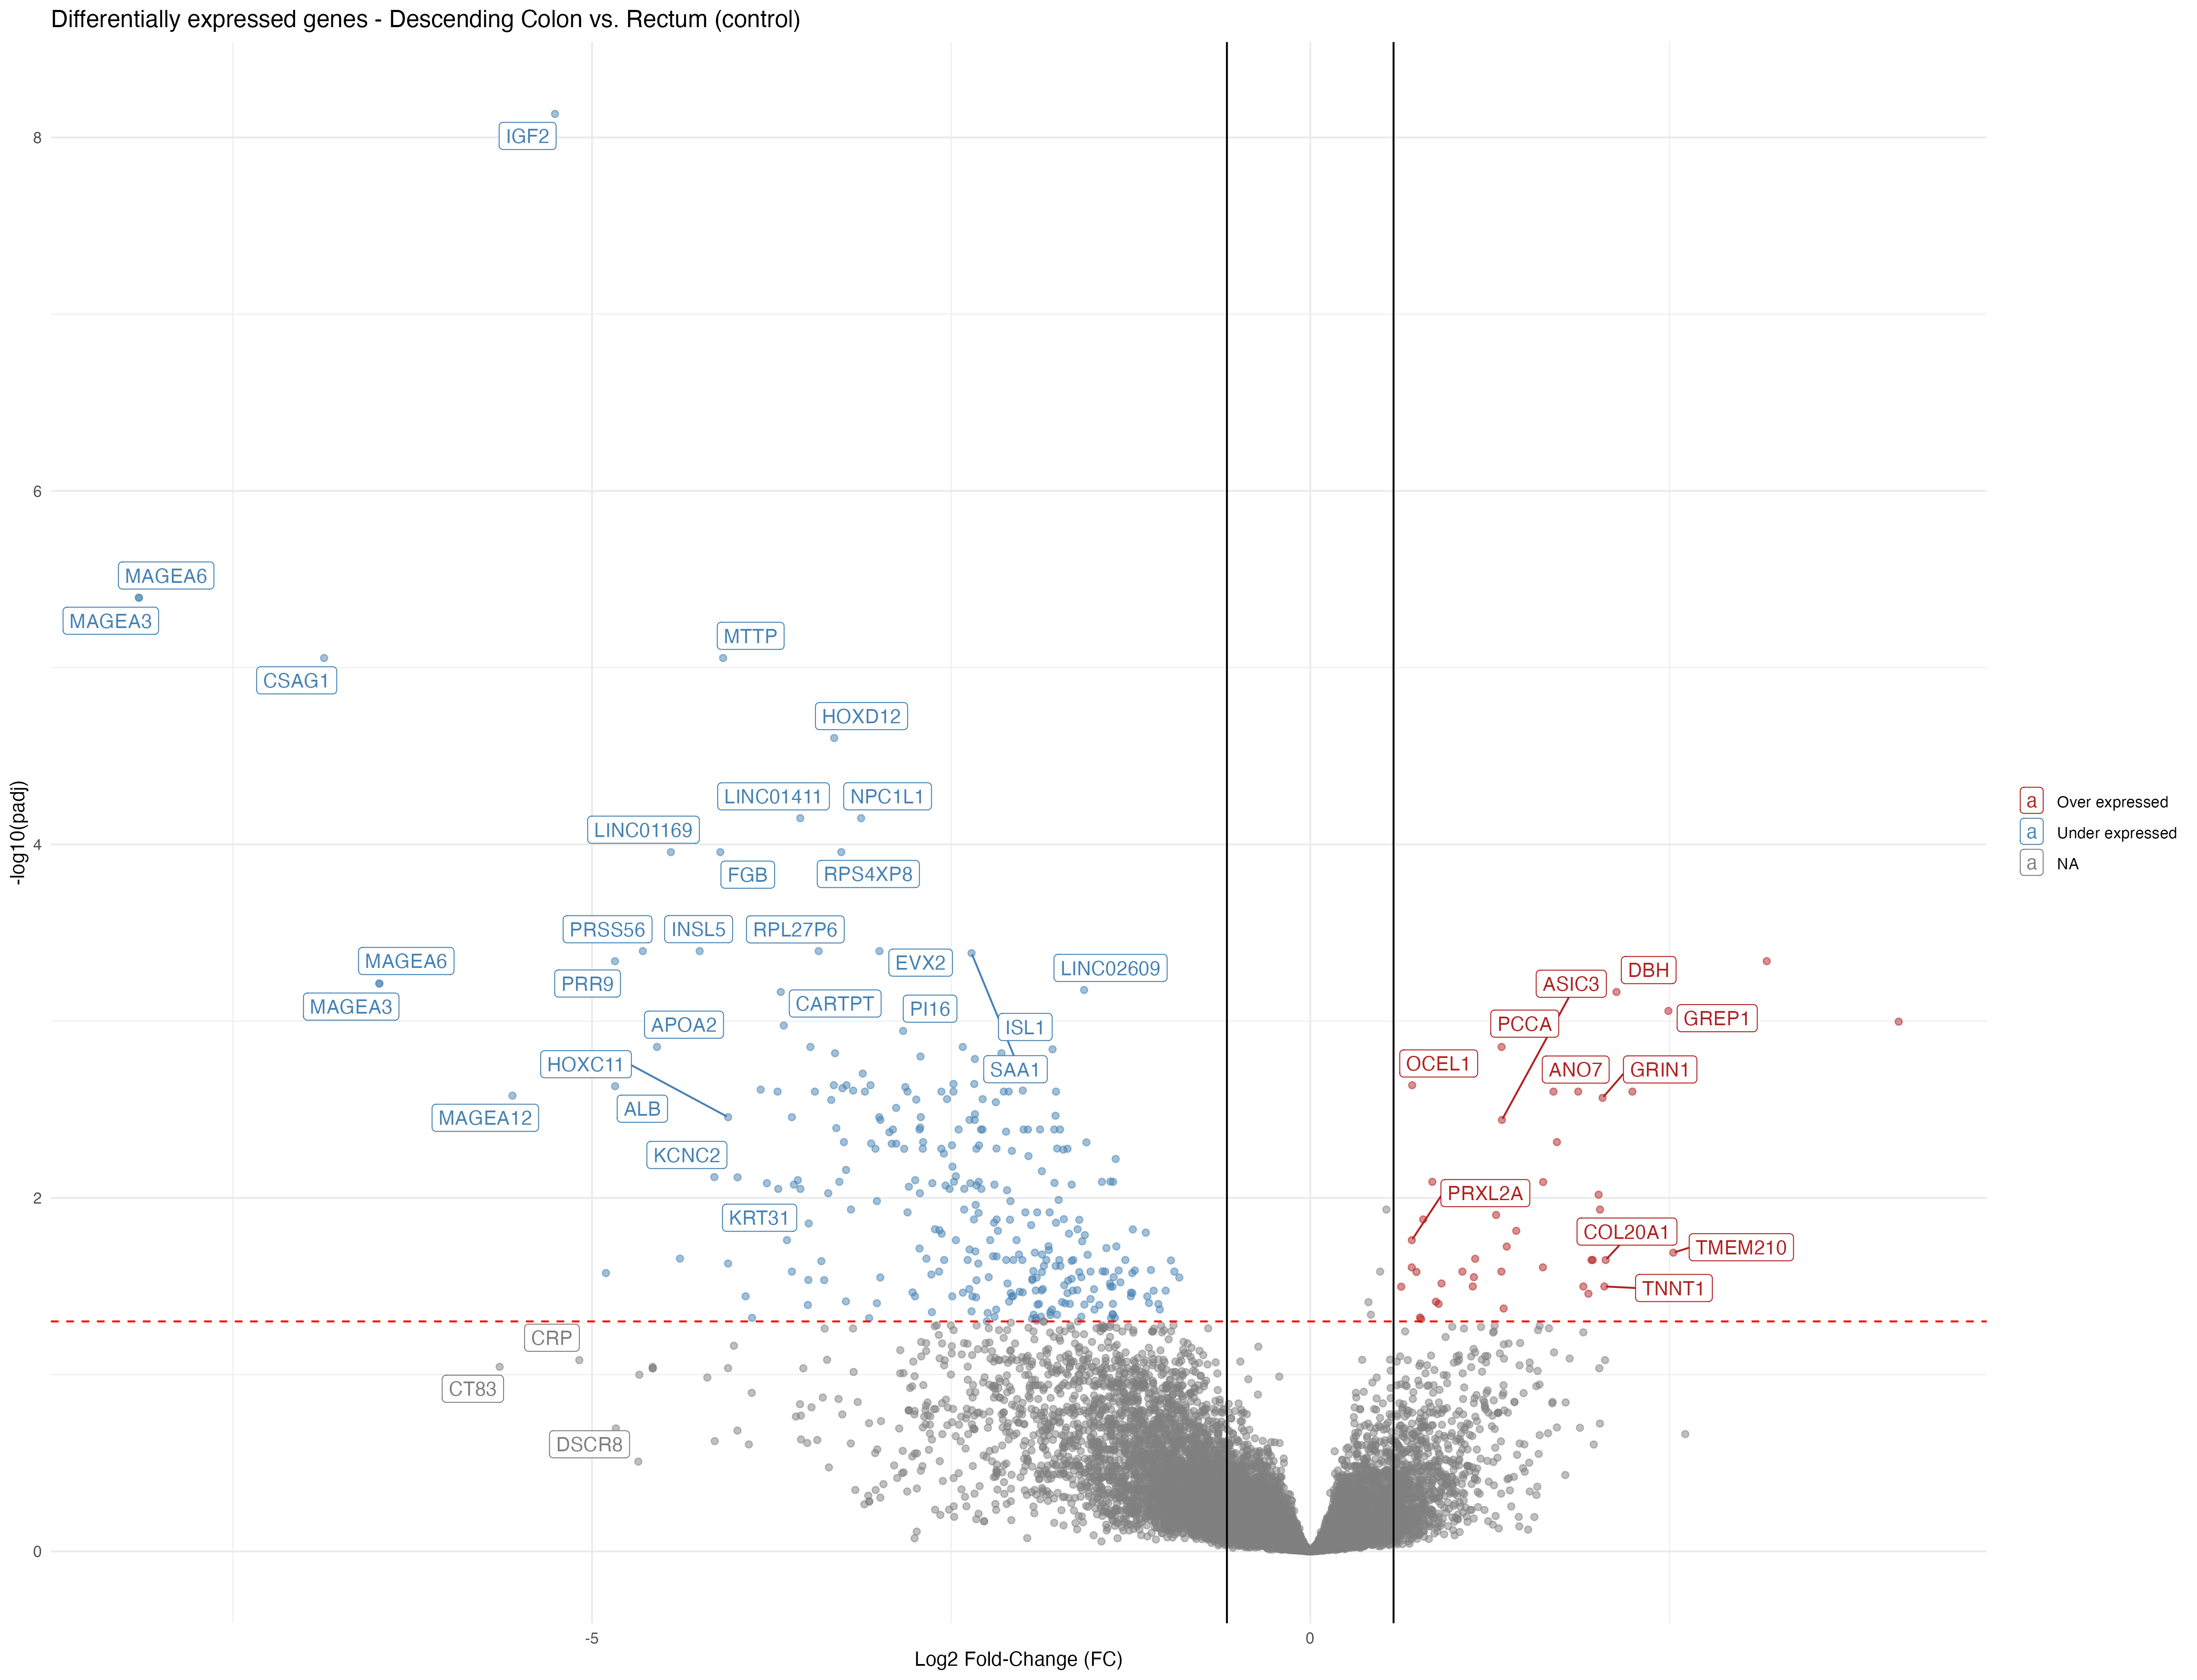 Differentially expressed genes - Descending Colon vs. Rectum (control)
8
IGF2
6
MAGEA6
MAGEA3
MTTP
CSAG1
HOXD12
LINC01411
NPC1L1
LINC01169
4
FGB
RPS4XP8
PRSS56
INSL5
RPL27P6
MAGEA6
EVX2
LINC02609
DBH
PRR9
ASIC3
MAGEA3
CARTPT
PI16
GREP1
APOA2
ISL1
PCCA
HOXC11
SAA1
OCEL1
ANO7
GRIN1
MAGEA12
ALB
KCNC2
2
PRXL2A
KRT31
COL20A1
TMEM210
TNNT1
CRP
CT83
DSCR8
0
-5
0
Log2 Fold-Change (FC)
-log10(padj)
a Over expressed
a Under expressed
a NA